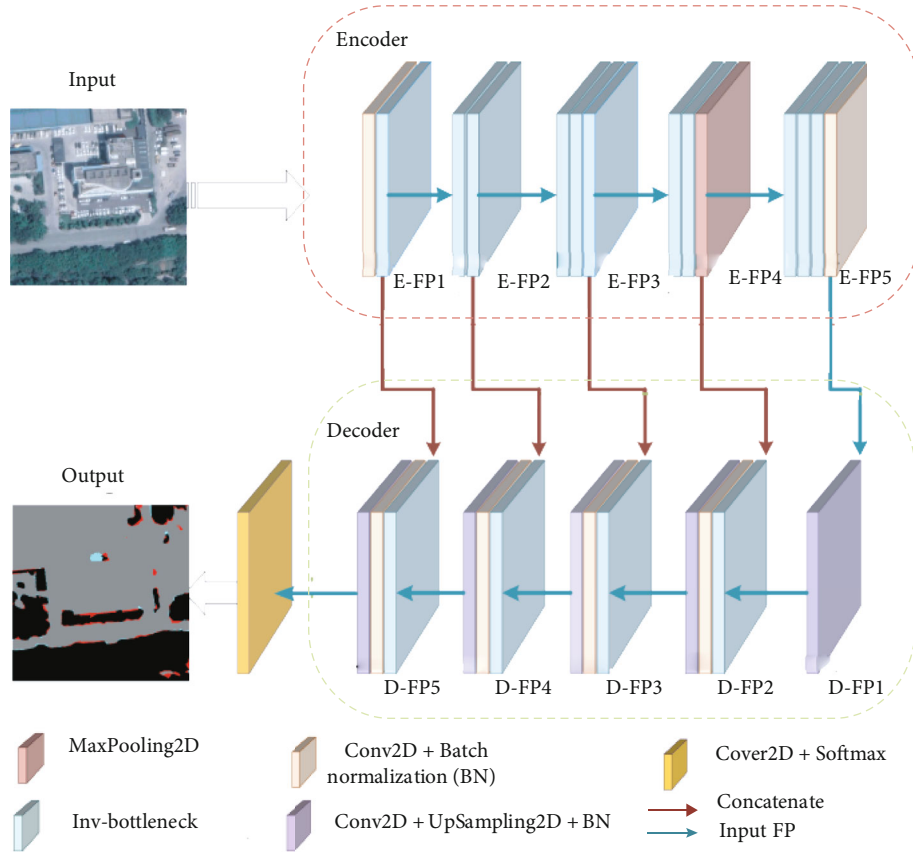 Encoder
Input
E-FP1
E-FP2
E-FP3
E-FP4
E-FP5
Decoder
Output
D-FP5
D-FP4
D-FP3
D-FP2
D-FP1
MaxPooling2D
Conv2D + Batch
normalization (BN)
Cover2D + Softmax
Inv-bottleneck
Conv2D + UpSampling2D + BN
Concatenate
Input FP